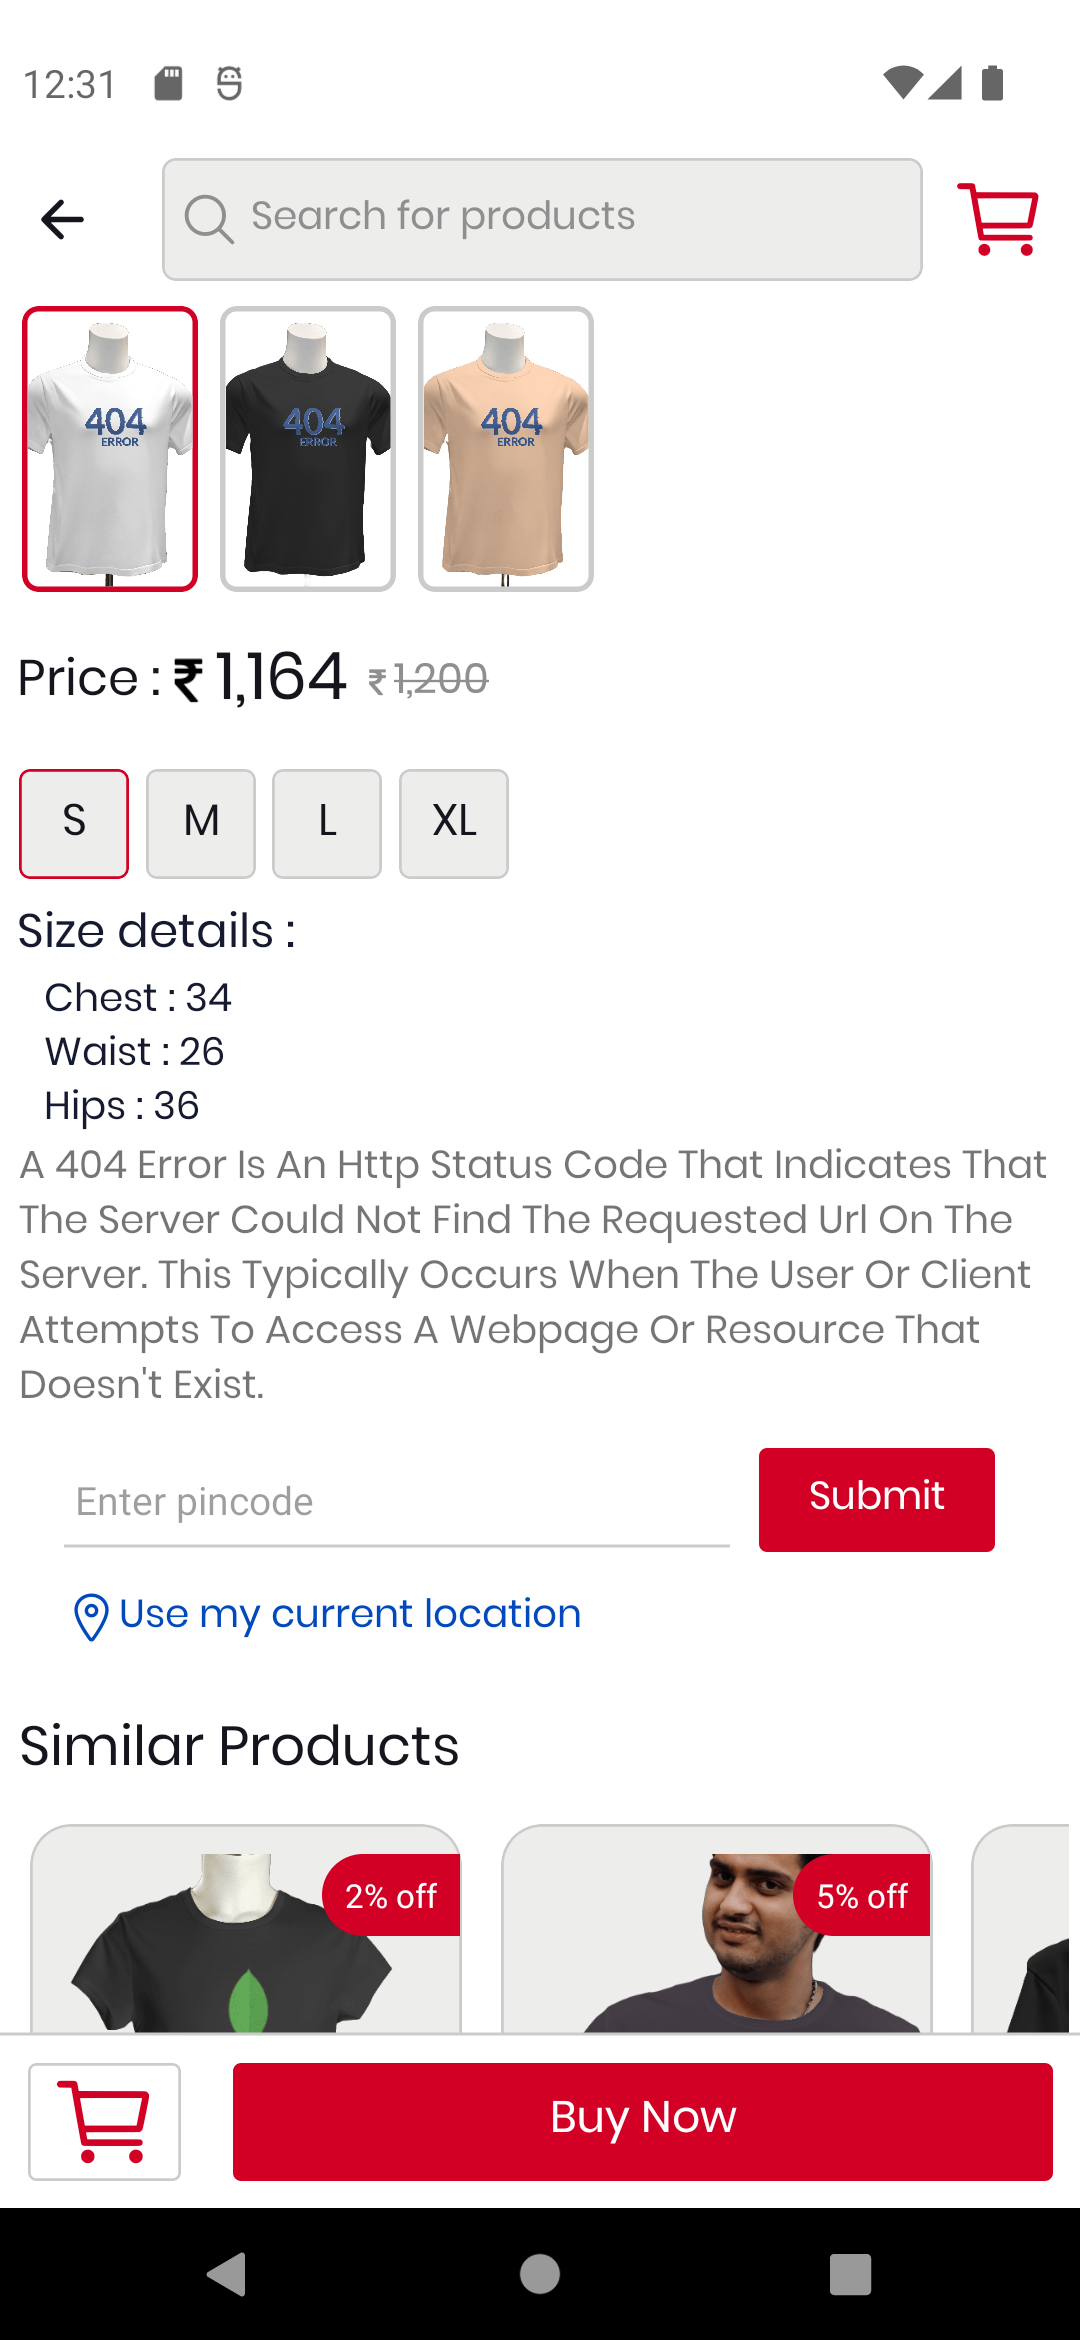 12:31
Search for products
404
ERROR
404
ERROR
404
ERROR
Price : ₹ 1,164 ₹ 1,200
S M L XL
Size details :
Chest : 34
Waist : 26
Hips : 36
A 404 Error Is An Http Status Code That Indicates That
The Server Could Not Find The Requested Url On The
Server. This Typically Occurs When The User Or Client
Attempts To Access A Webpage Or Resource That
Doesn't Exist.
Enter pincode
Submit
Use my current location
Similar Products
2% off
5% off
Buy Now